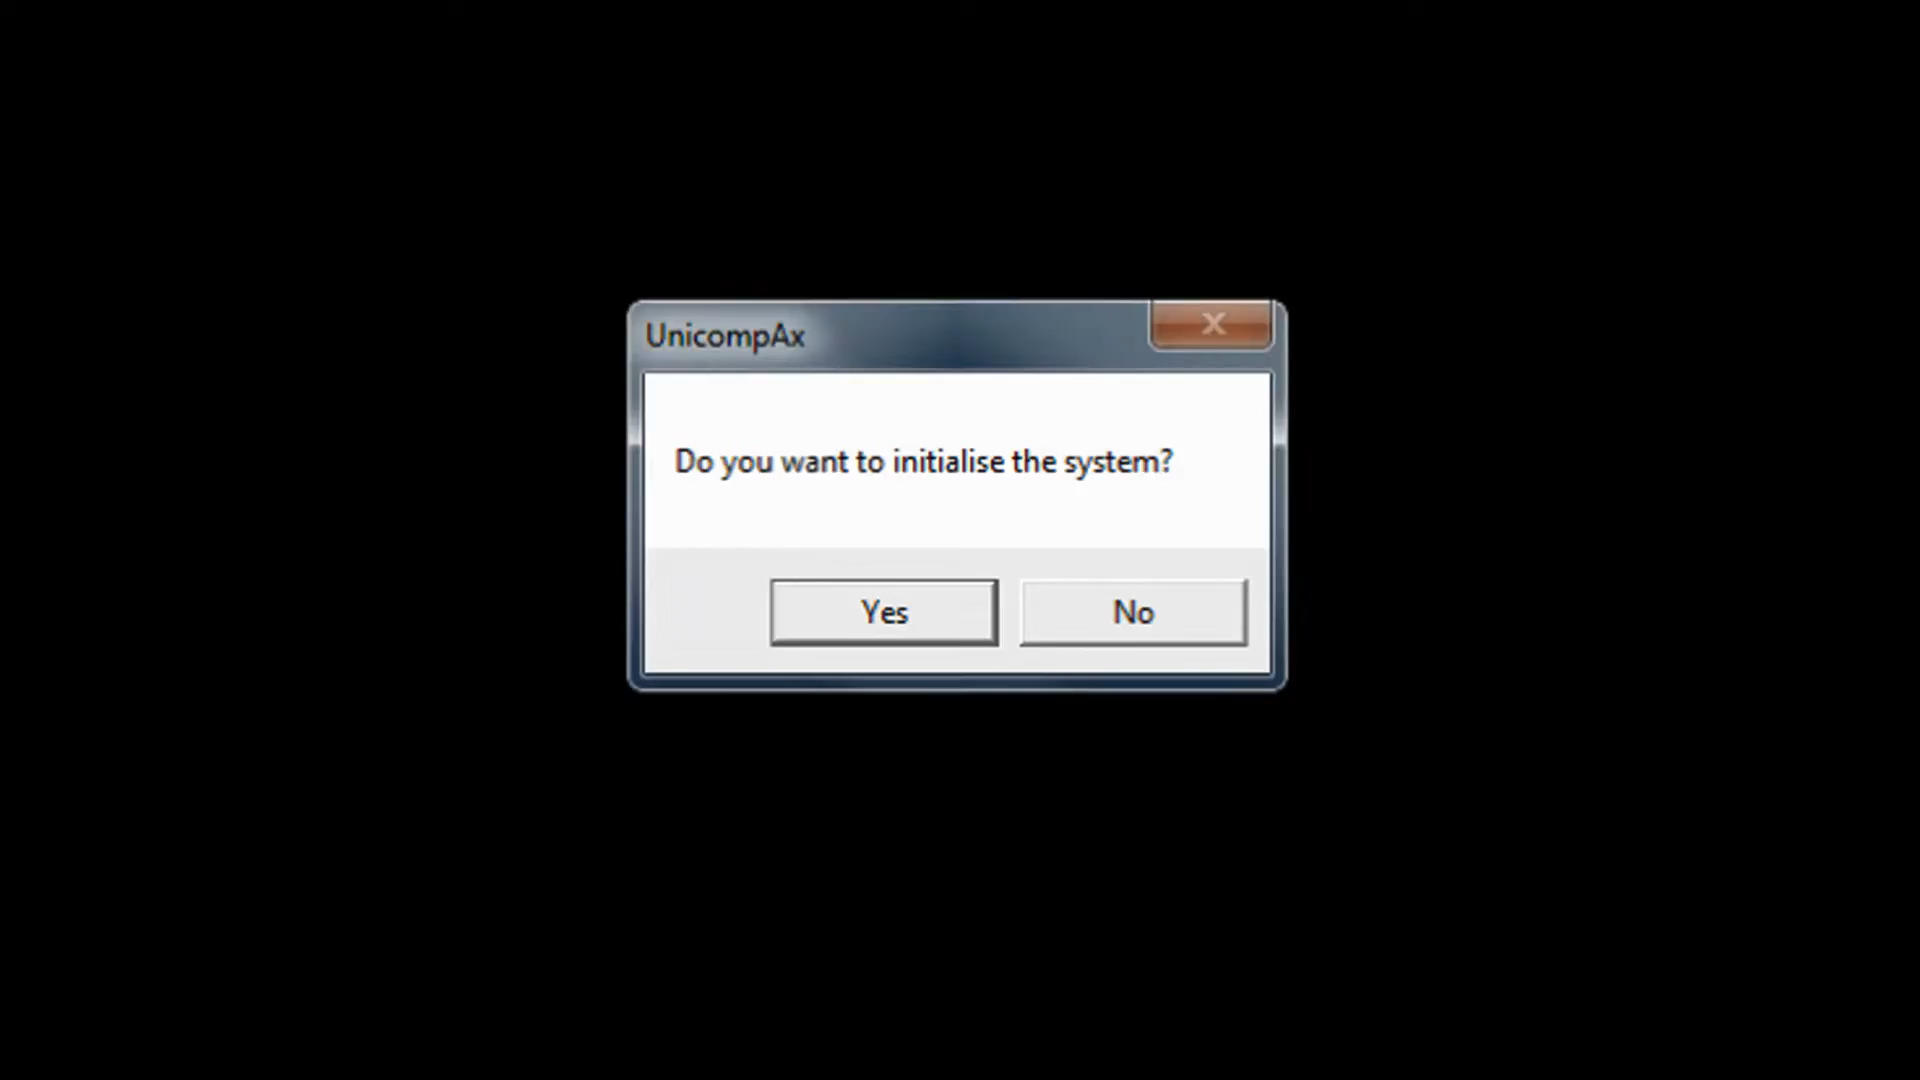 UnicompAx
Do you want to initialise the system?
Yes
No